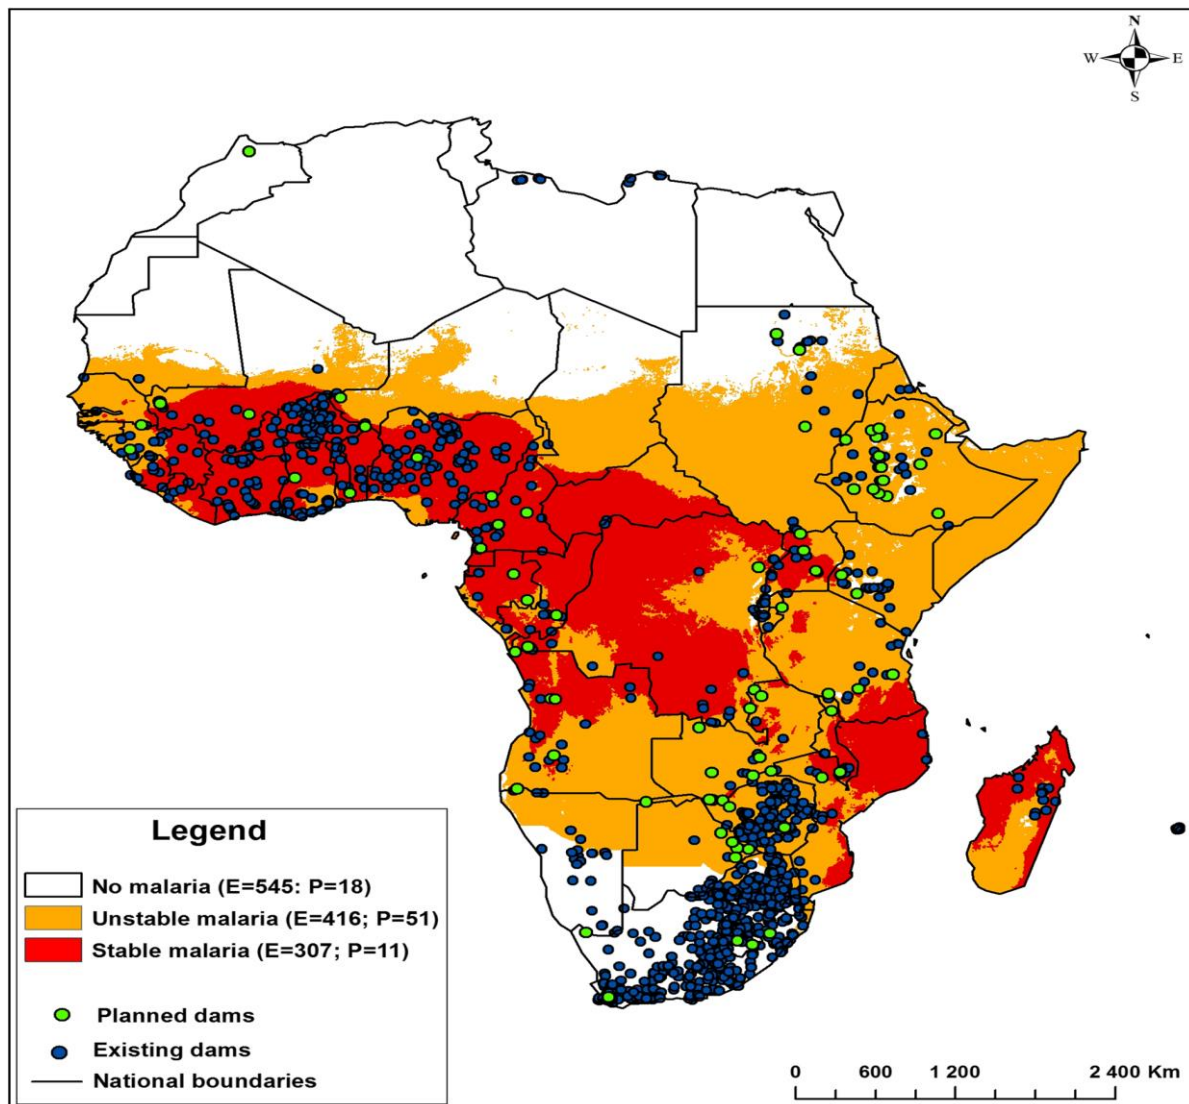 N
W E
S
Legend
No malaria (E=545: P=18)
Unstable malaria (E=416; P=51)
Stable malaria (E=307; P=11)
Planned dams
Existing dams
National boundaries
0 600 1 200 2 400 Km